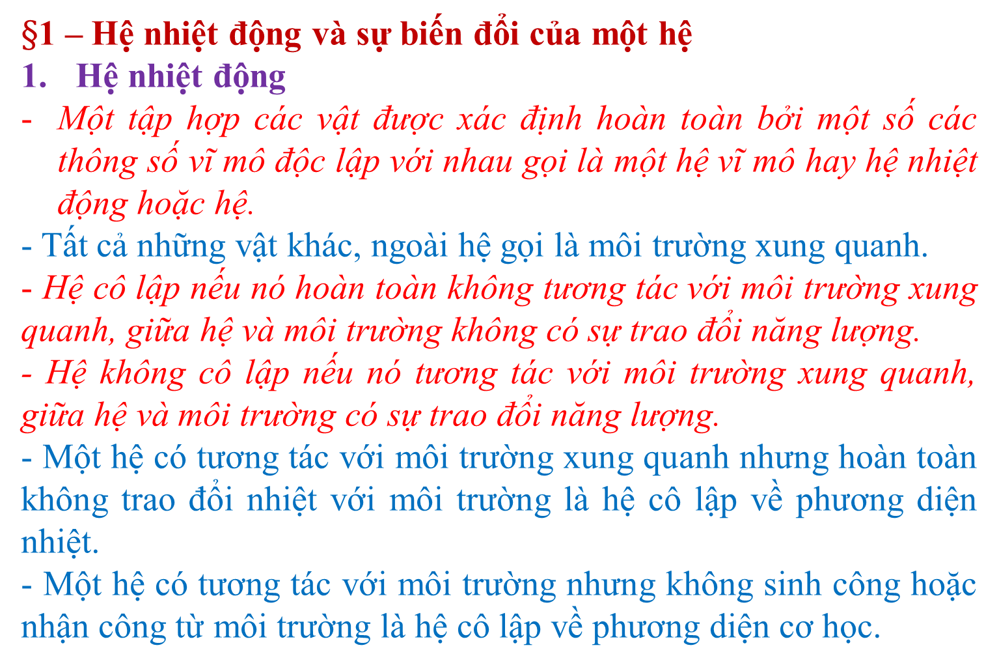 §1 – Hệ nhiệt động và sự biến đổi của một hệ
1. Hệ nhiệt động
- Một tập hợp các vật được xác định hoàn toàn bởi một số các
thông số vĩ mô độc lập với nhau gọi là một hệ vĩ mô hay hệ nhiệt
động hoặc hệ.
- Tất cả những vật khác, ngoài hệ gọi là môi trường xung quanh.
- Hệ cô lập nếu nó hoàn toàn không tương tác với môi trường xung
quanh, giữa hệ và môi trường không có sự trao đổi năng lượng.
- Hệ không cô lập nếu nó tương tác với môi trường xung quanh,
giữa hệ và môi trường có sự trao đổi năng lượng.
- Một hệ có tương tác với môi trường xung quanh nhưng hoàn toàn
không trao đổi nhiệt với môi trường là hệ cô lập về phương diện
nhiệt.
- Một hệ có tương tác với môi trường nhưng không sinh công hoặc
nhận công từ môi trường là hệ cô lập về phương diện cơ học.